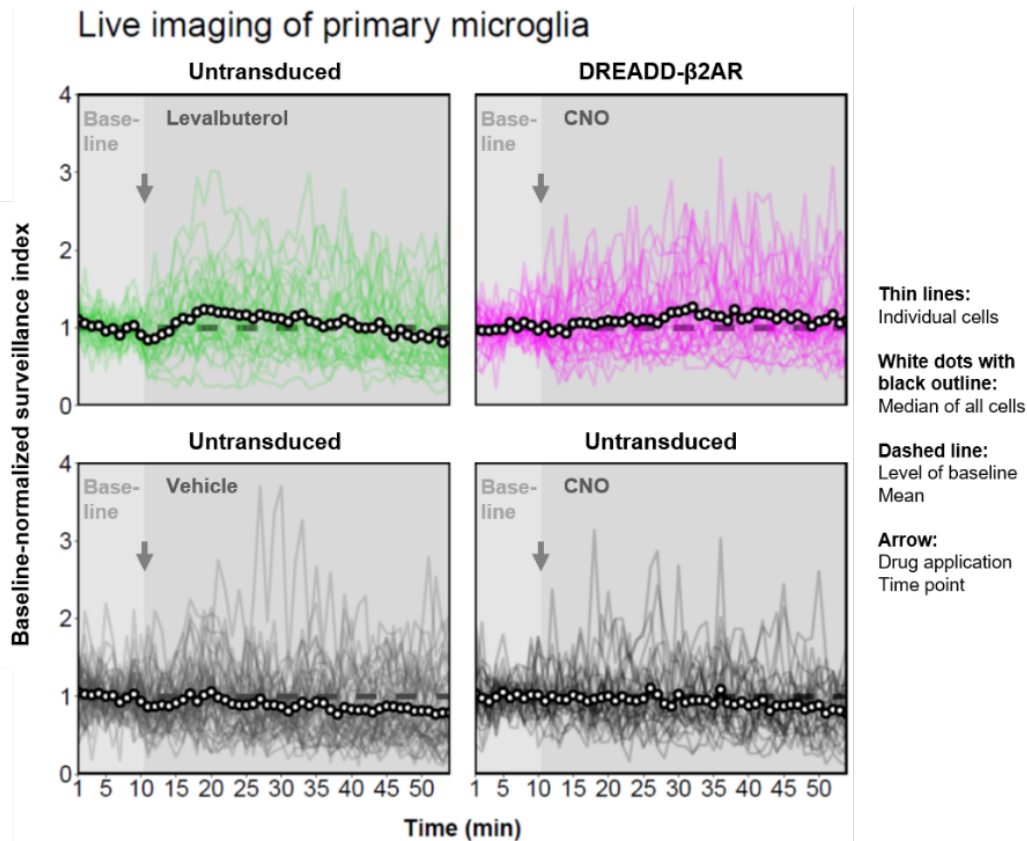 Live imaging of primary microglia
Untransduced
DREADD-β2AR
Baseline-normalized surveillance index
4
3
2
1
0
Base-
line
Levalbuterol
Base-
line
CNO
Untransduced
Untransduced
4
3
2
1
0
Base-
line
Vehicle
Base-
line
CNO
1 5 10 15 20 25 30 35 40 45 50
1 5 10 15 20 25 30 35 40 45 50
Time (min)
Thin lines:
Individual cells
White dots with
black outline:
Median of all cells
Dashed line:
Level of baseline
Mean
Arrow:
Drug application
Time point